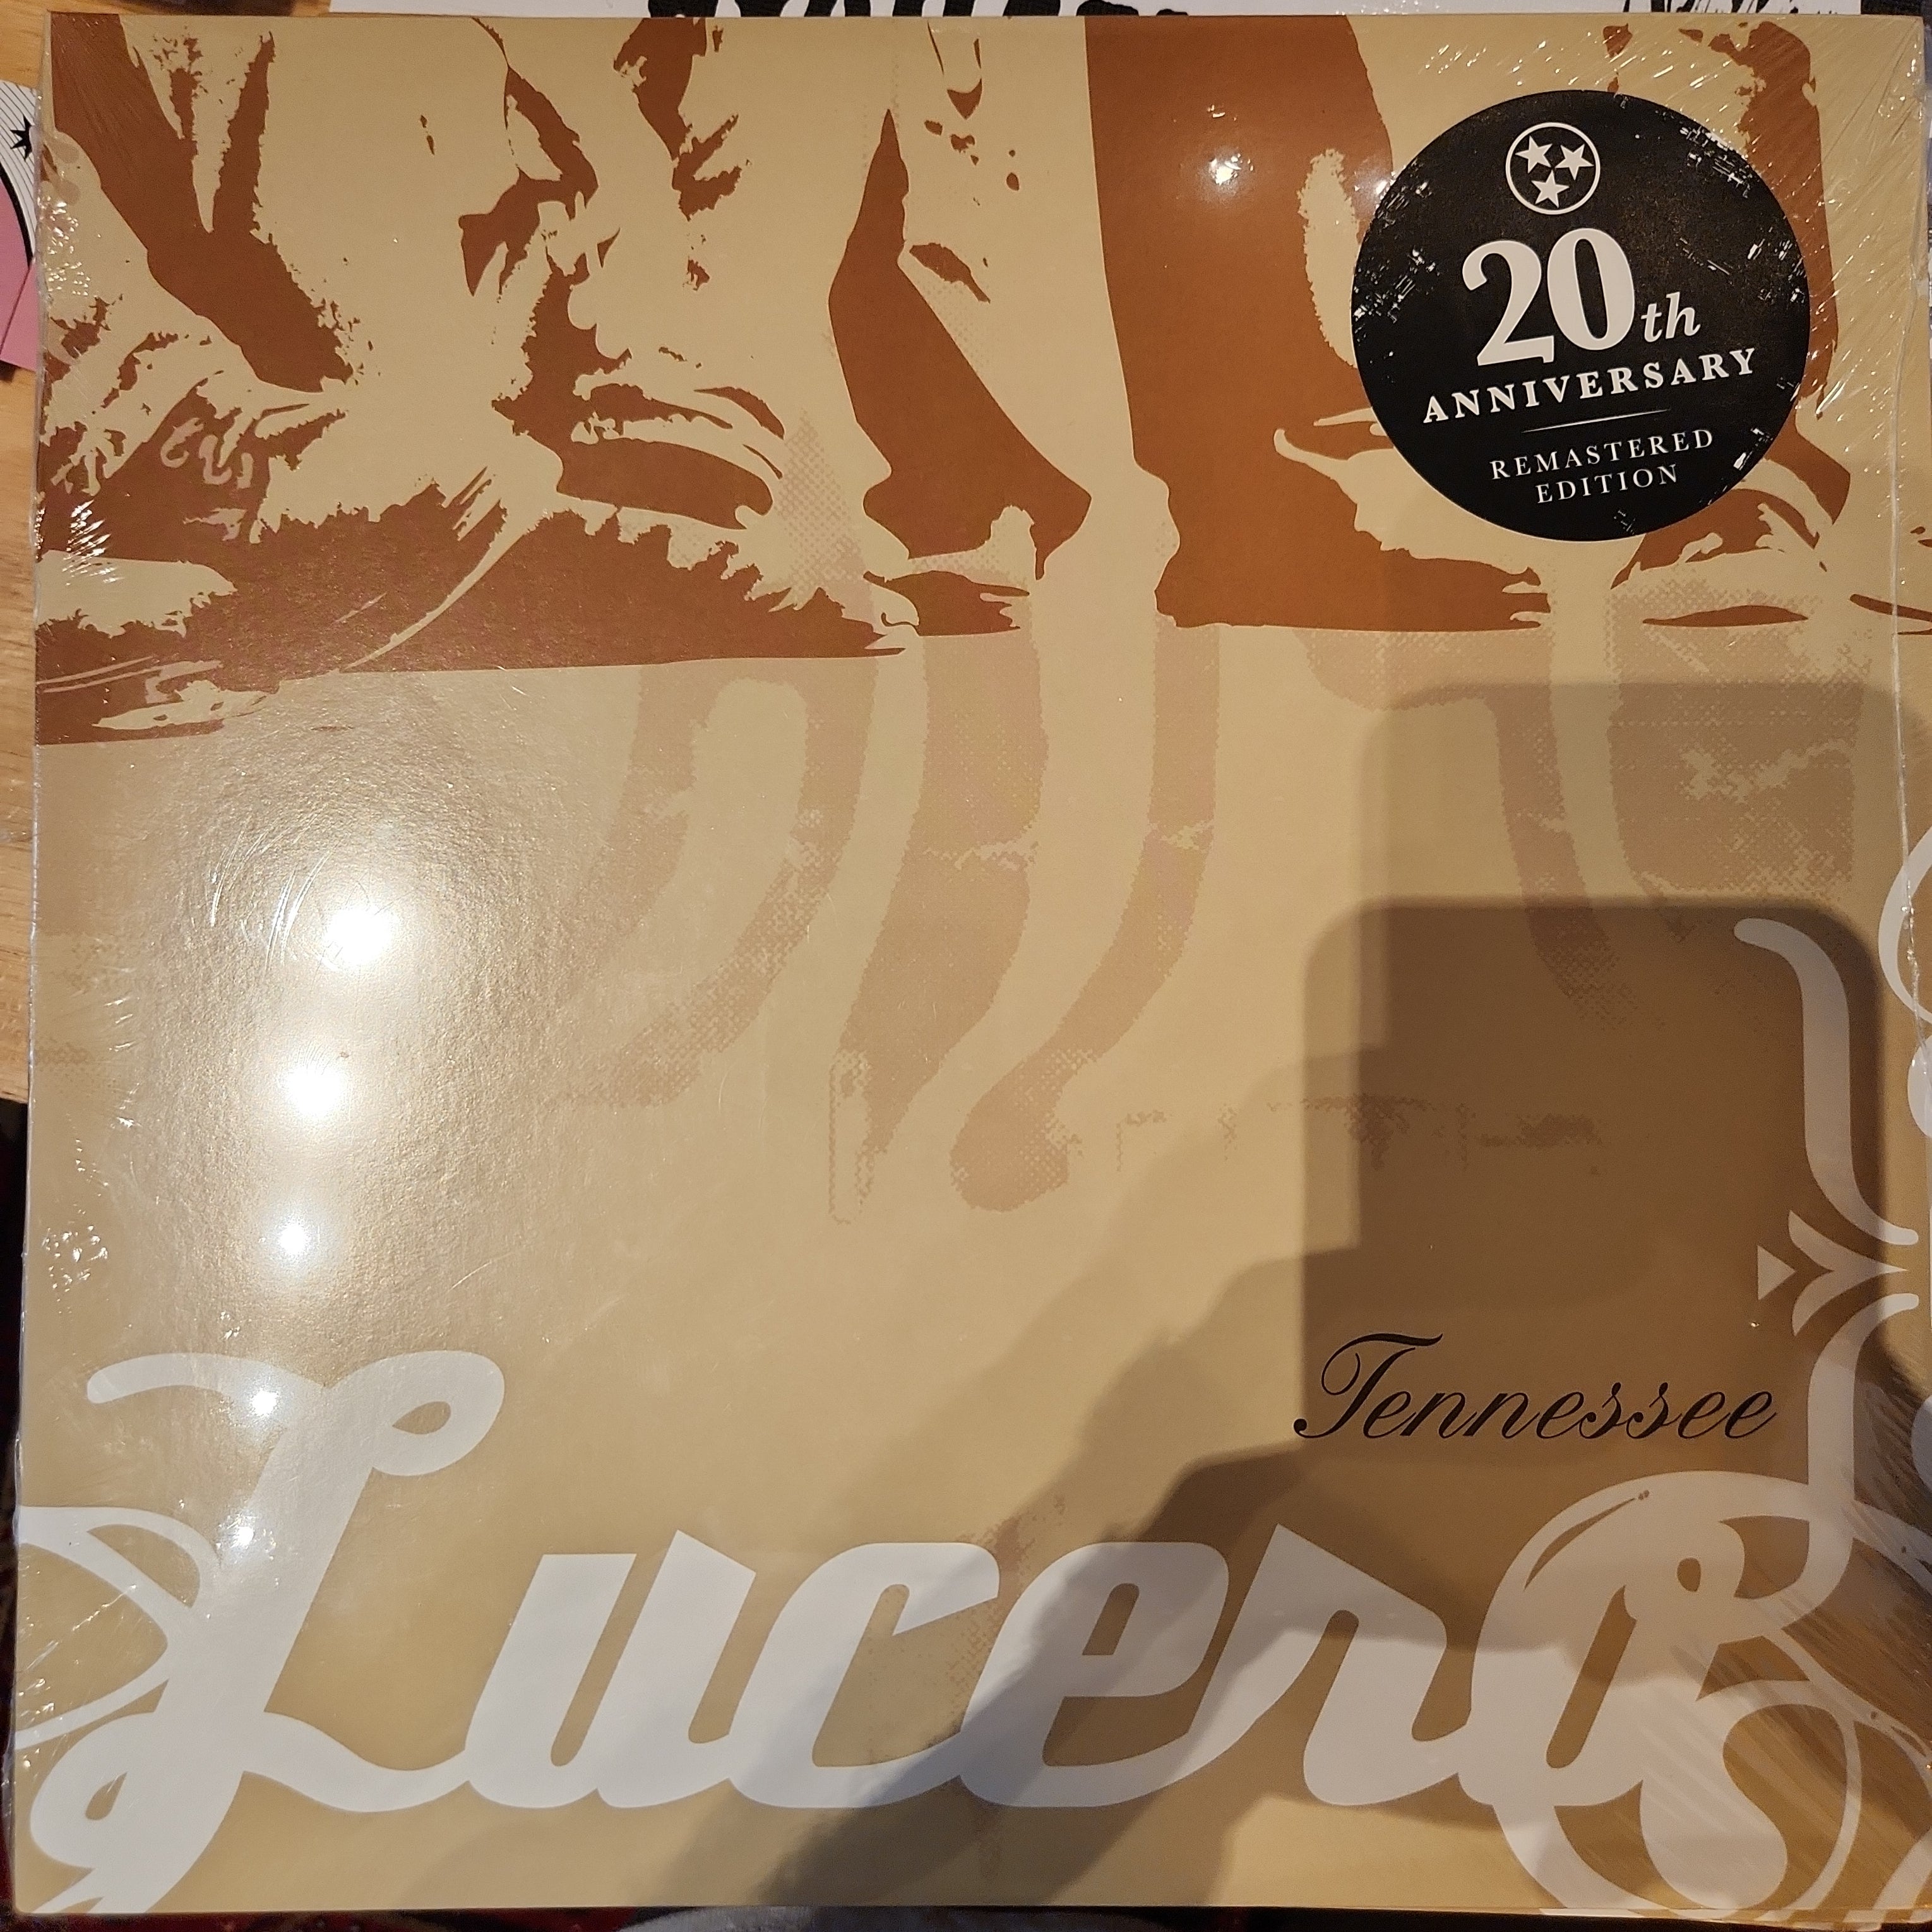 20th
ANNIVERSARY
REMASTERED
EDITION
Tennessee
Lucero